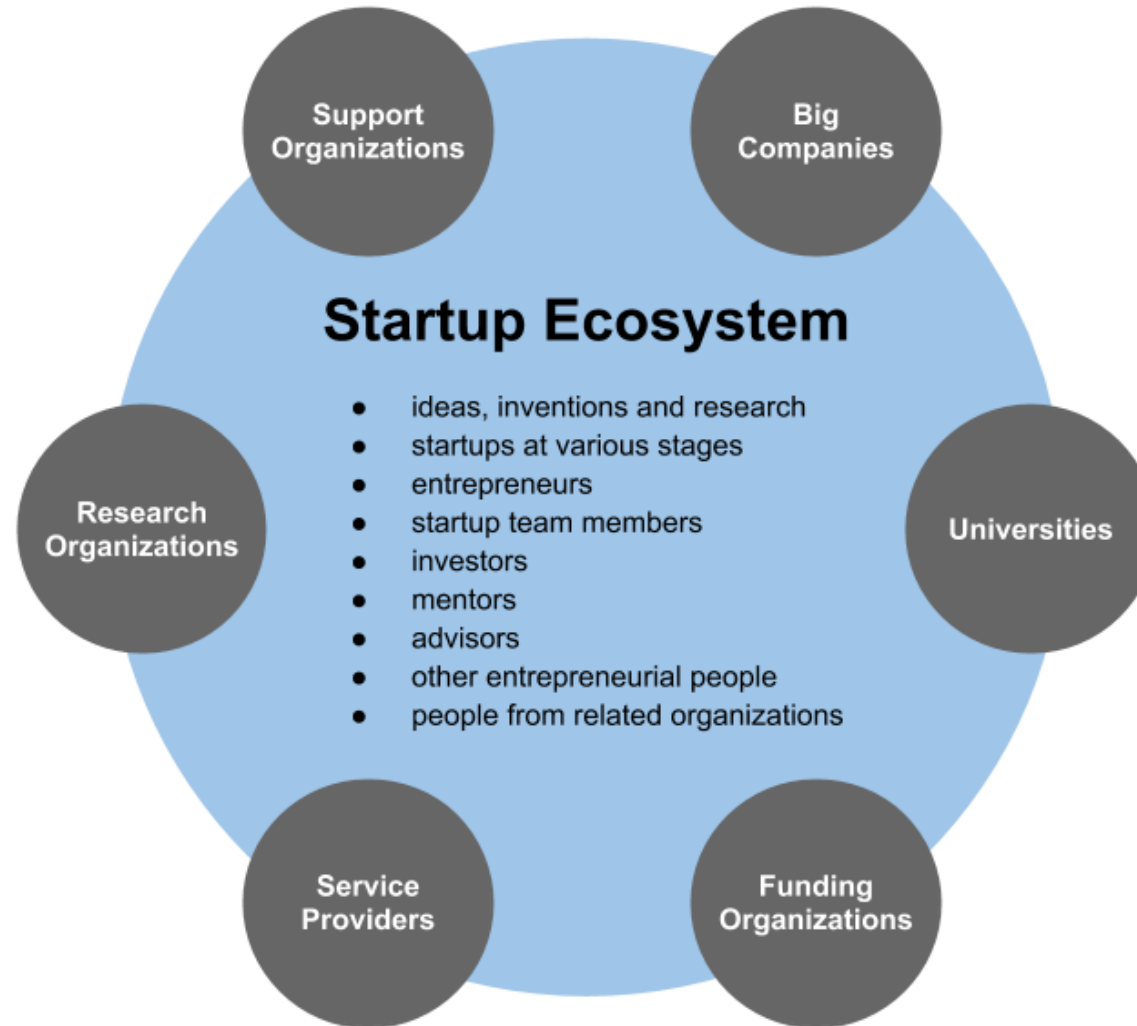 Support
Organizations
Big
Companies
Startup Ecosystem
● ideas, inventions and research
● startups at various stages
● entrepreneurs
● startup team members
● investors
● mentors
● advisors
● other entrepreneurial people
● people from related organizations
Research
Organizations
Universities
Service
Providers
Funding
Organizations